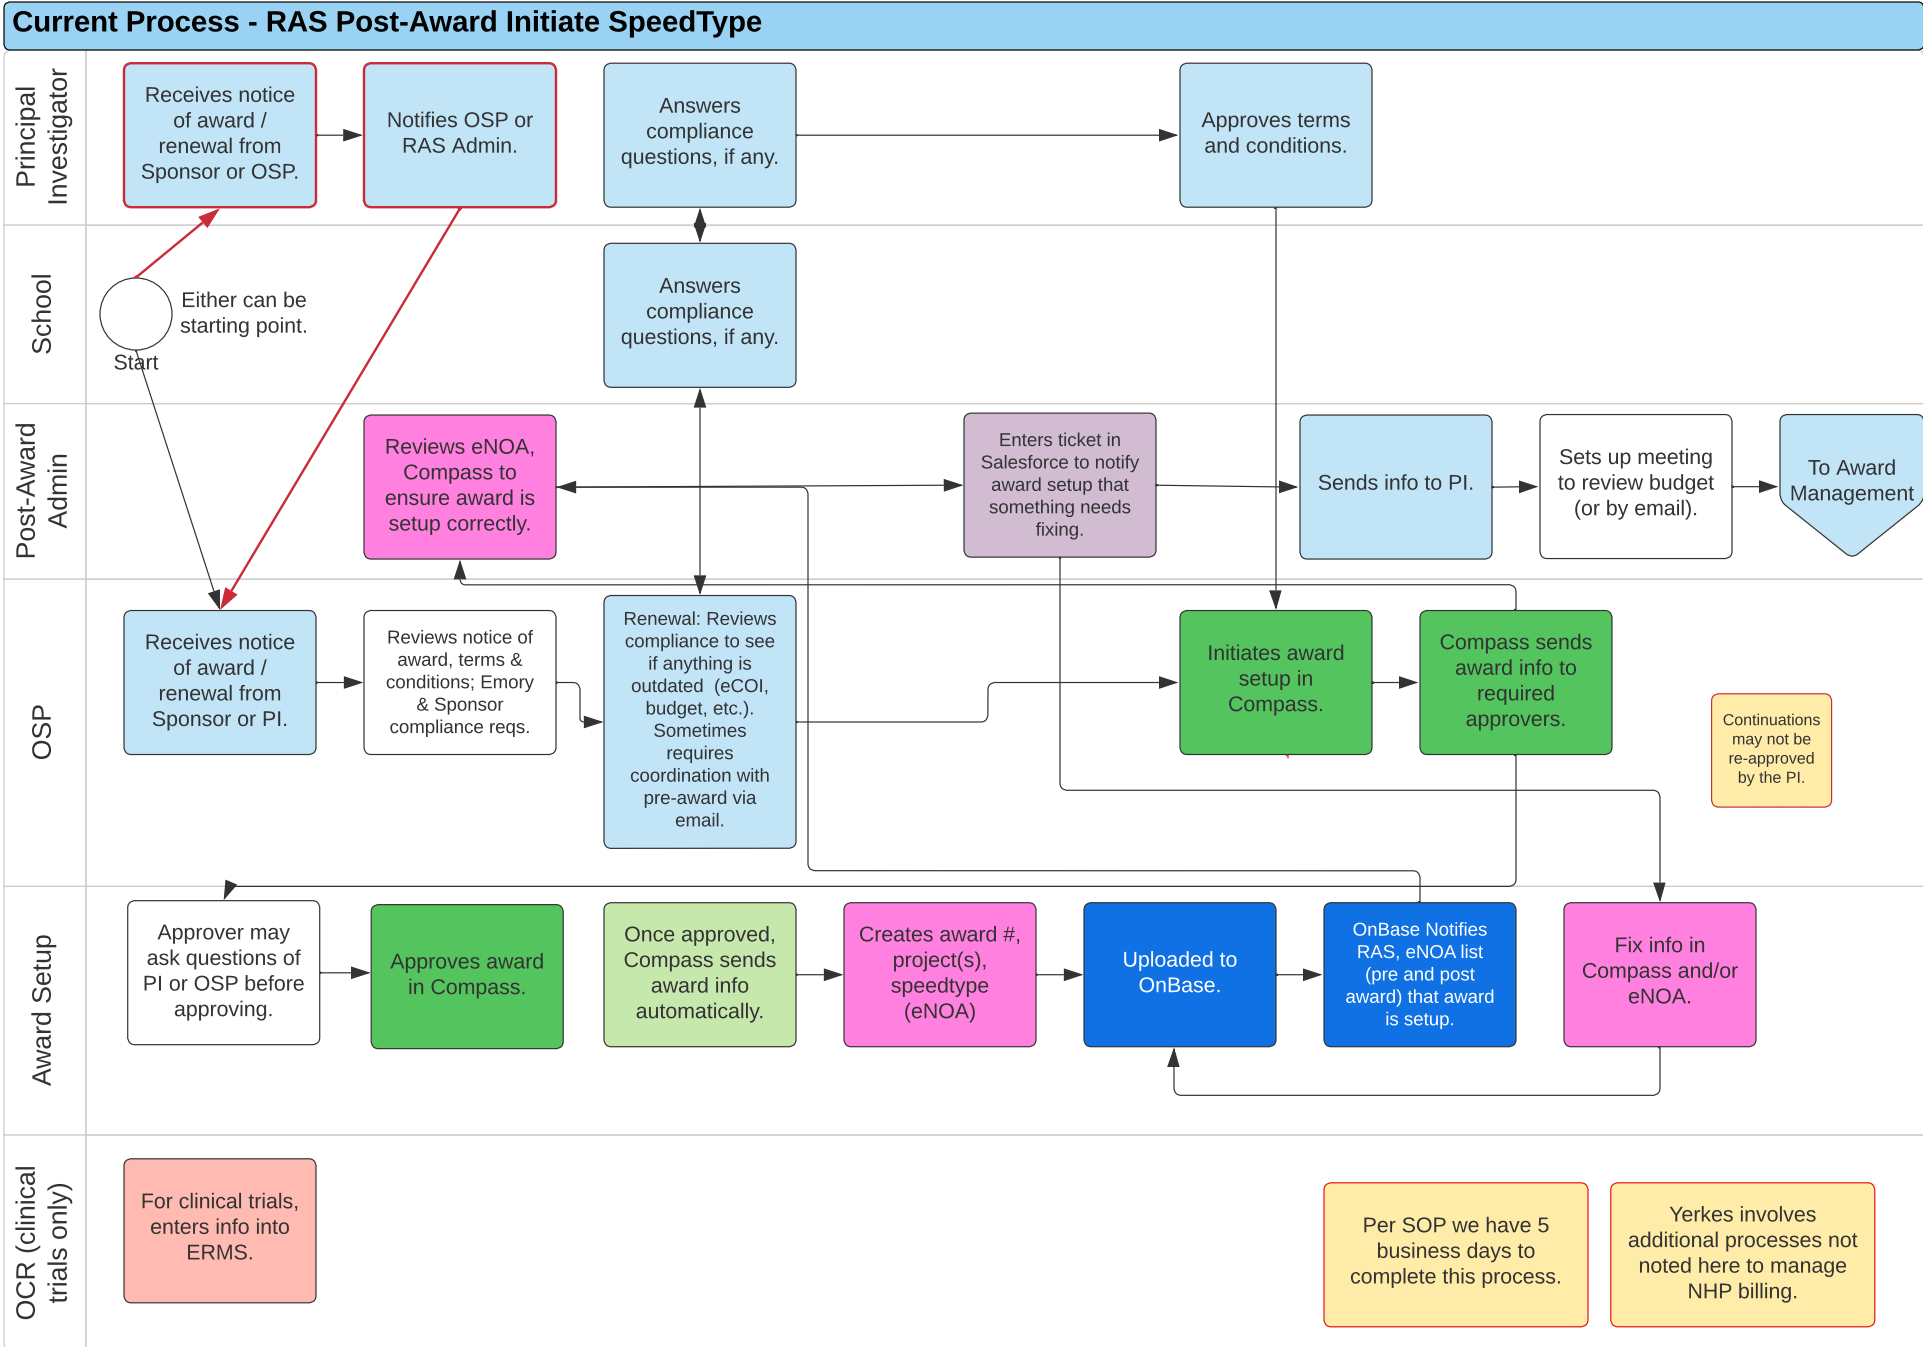 Current Process - RAS Post-Award Initiate SpeedType
Principal
Investigator
Receives notice
of award /
renewal from
Sponsor or OSP.
Notifies OSP or
RAS Admin.
Answers
compliance
questions, if any.
Approves terms
and conditions.
School
Start
Either can be
starting point.
Answers
compliance
questions, if any.
Post-Award
Admin
Reviews eNOA,
Compass to
ensure award is
setup correctly.
Enters ticket in
Salesforce to notify
award setup that
something needs
fixing.
Sends info to PI.
Sets up meeting
to review budget
(or by email).
To Award
Management
OSP
Receives notice
of award /
renewal from
Sponsor or PI.
Reviews notice of
award, terms &
conditions; Emory
& Sponsor
compliance reqs.
Renewal: Reviews
compliance to see
if anything is
outdated (eCOI,
budget, etc.).
Sometimes
requires
coordination with
pre-award via
email.
Initiates award
setup in
Compass.
Compass sends
award info to
required
approvers.
Continuations
may not be
re-approved
by the PI.
Award Setup
Approver may
ask questions of
PI or OSP before
approving.
Approves award
in Compass.
Once approved,
Compass sends
award info
automatically.
Creates award #,
project(s),
speedtype
(eNOA)
Uploaded to
OnBase.
OnBase Notifies
RAS, eNOA list
(pre and post
award) that award
is setup.
Fix info in
Compass and/or
eNOA.
OCR (clinical
trials only)
For clinical trials,
enters info into
ERMS.
Per SOP we have 5
business days to
complete this process.
Yerkes involves
additional processes not
noted here to manage
NHP billing.